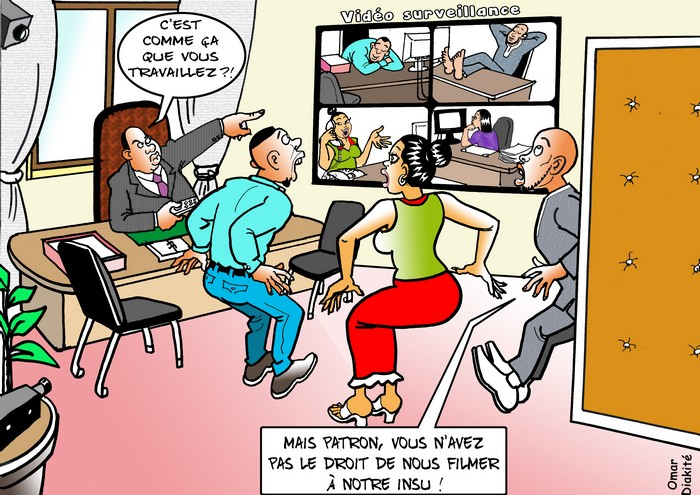 Vidéo surveillance
C'EST
COMME ÇA
QUE VOUS
TRAVAILLEZ ?!
MAIS PATRON, VOUS N'AVEZ
PAS LE DROIT DE NOUS FILMER
À NOTRE INSU !
Omar
Diakité